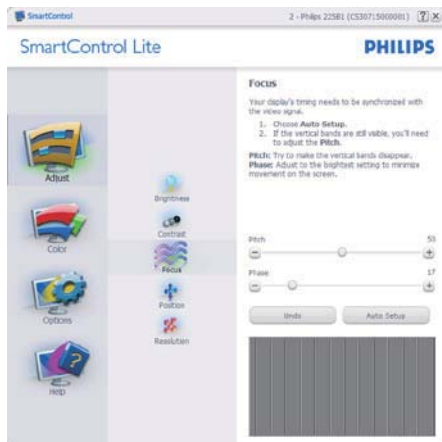 SmartControl
2 - Philips 225B1 (CS30715000001)
SmartControl Lite
PHILIPS
Adjust
Color
Options
Help
Brightness
Contrast
Focus
Position
Resolution
Focus
Your display's timing needs to be synchronized with
the video signal.
1. Choose Auto Setup.
2. If the vertical bands are still visible, you'll need
to adjust the Pitch.
Pitch: Try to make the vertical bands disappear.
Phase: Adjust to the brightest setting to minimize
movement on the screen.
Pitch 50
Phase 17
Undo
Auto Setup